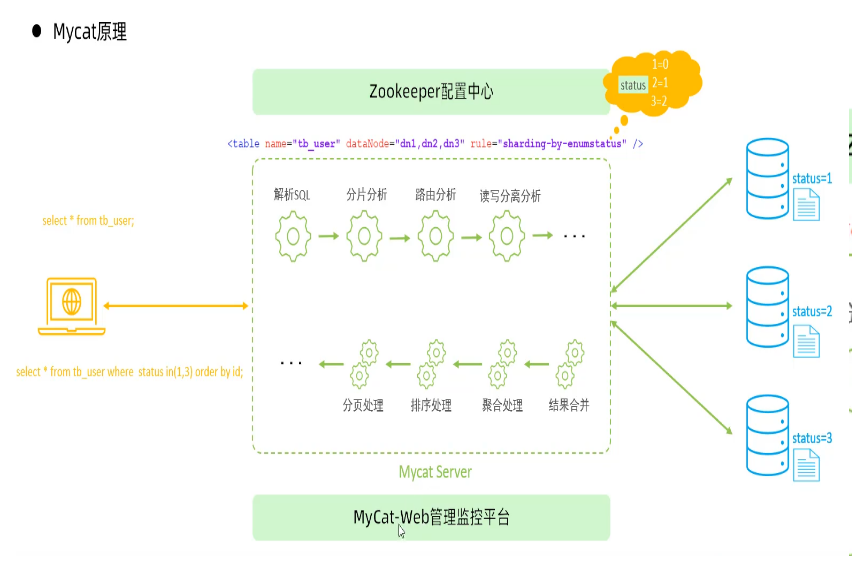 ● Mycat原理
Zookeeper配置中心
status
1=0
2=1
3=2
<table name="tb_user" dataNode="dn1,dn2,dn3" rule="sharding-by-enumstatus" />
解析SQL
分片分析
路由分析
读写分离分析
...
select * from tb_user;
select * from tb_user where status in(1,3) order by id;
...
分页处理
排序处理
聚合处理
结果合并
status=1
status=2
status=3
Mycat Server
MyCat-Web管理监控平台